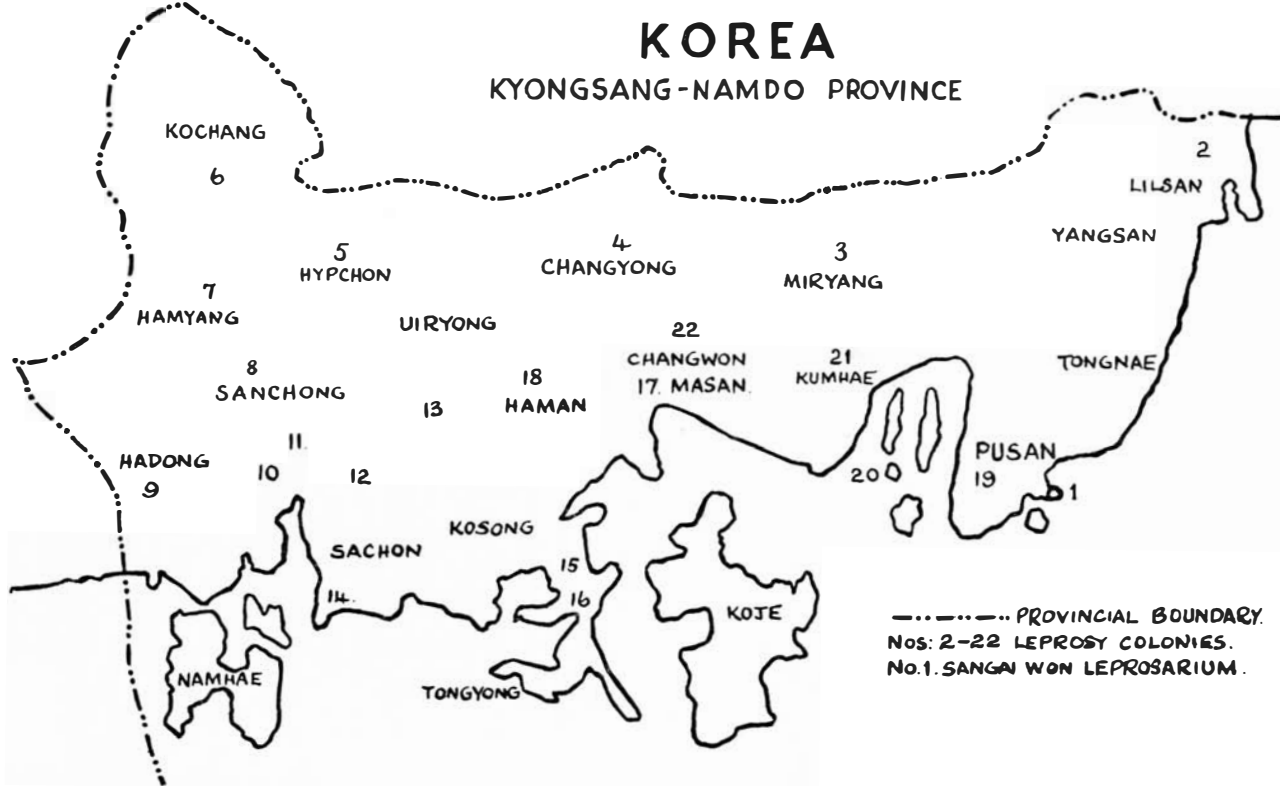 KOREA
KYONGSANG-NAMDO PROVINCE
KOCHANG
6
2
LILSAN
YANGSAN
5
HYPCHON
4
CHANGYONG
3
MIRYANG
7
HAMYANG
UIRYONG
22
CHANGWON
17. MASAN.
21
KUMHAE
TONGNAE
8
SANCHONG
18
HAMAN
13
11.
HADONG
9
10
12
PUSAN
19
20
1
KOSONG
SACHON
15
14.
16
KOJE
NAMHAE
TONGYONG
PROVINCIAL BOUNDARY.
NOS: 2-22 LEPROSY COLONIES.
NO.1. SANGAI WON LEPROSARIUM.